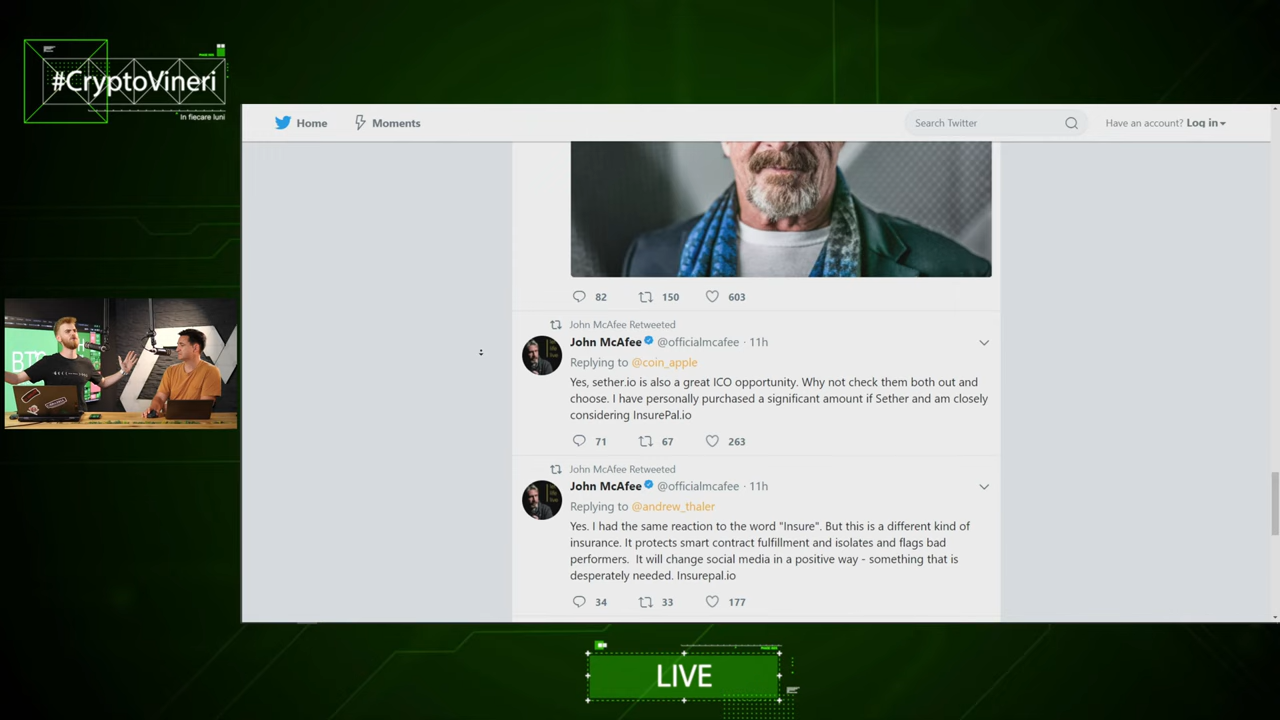 #CryptoVineri
In fiecare luni
Home
Moments
Search Twitter
Have an account? Log in
82
150
603
John McAfee Retweeted
John McAfee @officialmcafee · 11h
Replying to @coin_apple
Yes, sether.io is also a great ICO opportunity. Why not check them both out and
choose. I have personally purchased a significant amount if Sether and am closely
considering InsurePal.io
71
67
263
John McAfee Retweeted
John McAfee @officialmcafee · 11h
Replying to @andrew_thaler
Yes. I had the same reaction to the word "Insure". But this is a different kind of
insurance. It protects smart contract fulfillment and isolates and flags bad
performers. It will change social media in a positive way - something that is
desperately needed. Insurepal.io
34
33
177
LIVE